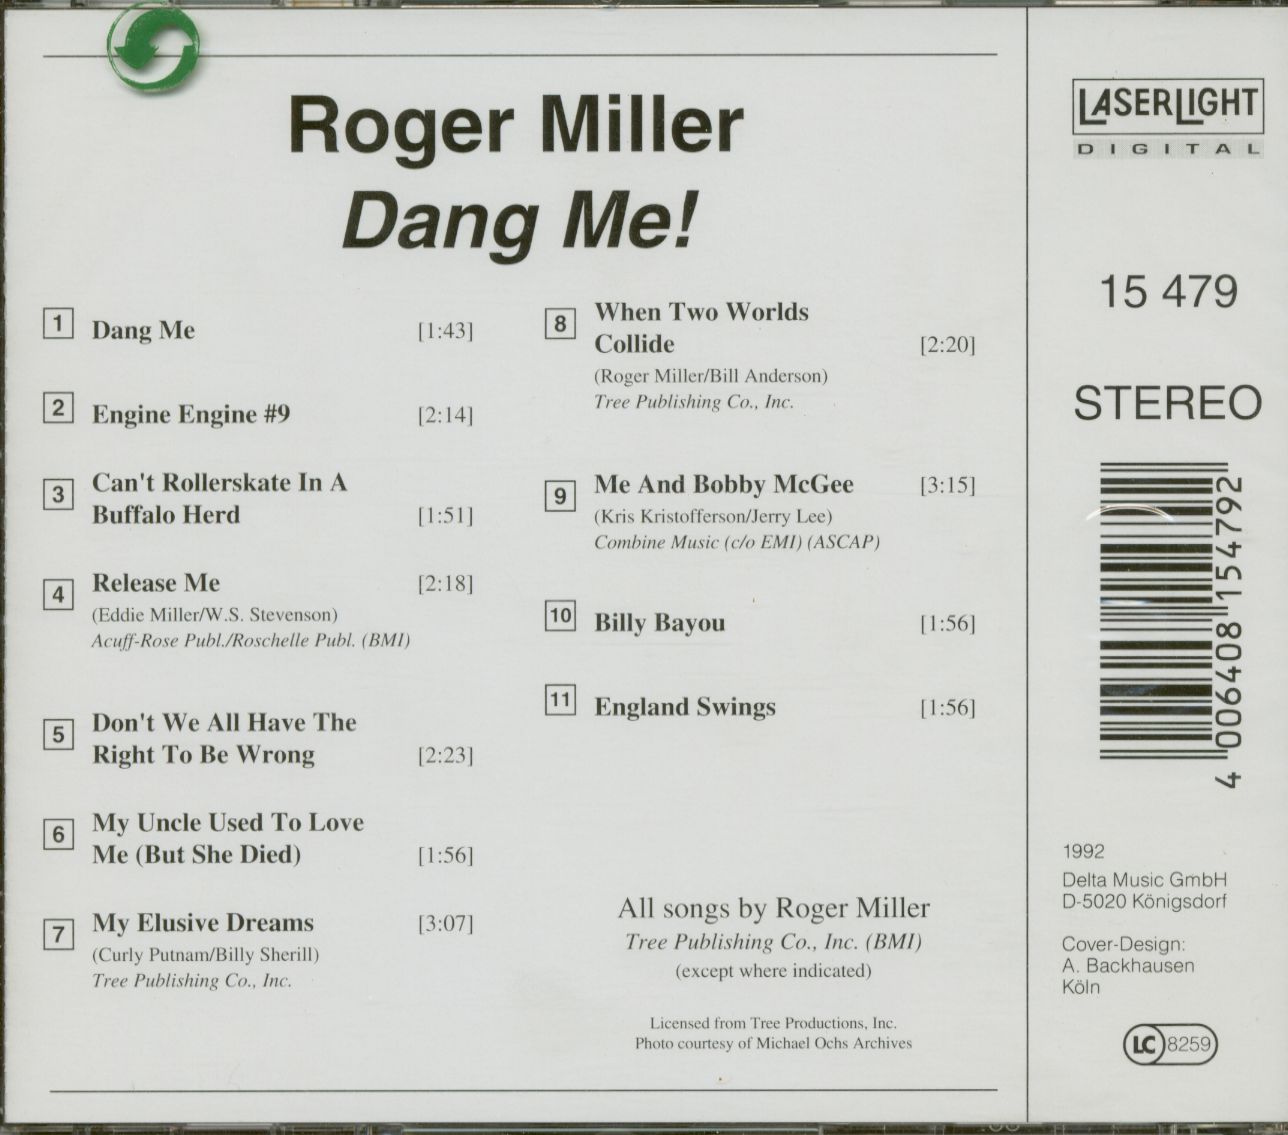 Roger Miller
Dang Me!
1 Dang Me [1:43]
2 Engine Engine #9 [2:14]
3 Can't Rollerskate In A
Buffalo Herd [1:51]
4 Release Me [2:18]
(Eddie Miller/W.S. Stevenson)
Acuff-Rose Publ./Roschelle Publ. (BMI)
5 Don't We All Have The
Right To Be Wrong [2:23]
6 My Uncle Used To Love
Me (But She Died) [1:56]
7 My Elusive Dreams [3:07]
(Curly Putnam/Billy Sherill)
Tree Publishing Co., Inc.
8 When Two Worlds
Collide [2:20]
(Roger Miller/Bill Anderson)
Tree Publishing Co., Inc.
9 Me And Bobby McGee [3:15]
(Kris Kristofferson/Jerry Lee)
Combine Music (c/o EMI) (ASCAP)
10 Billy Bayou [1:56]
11 England Swings [1:56]
All songs by Roger Miller
Tree Publishing Co., Inc. (BMI)
(except where indicated)
Licensed from Tree Productions, Inc.
Photo courtesy of Michael Ochs Archives
LASERLIGHT
DIGITAL
15 479
STEREO
4 006408 154792
1992
Delta Music GmbH
D-5020 Königsdorf
Cover-Design:
A. Backhausen
Köln
LC 8259